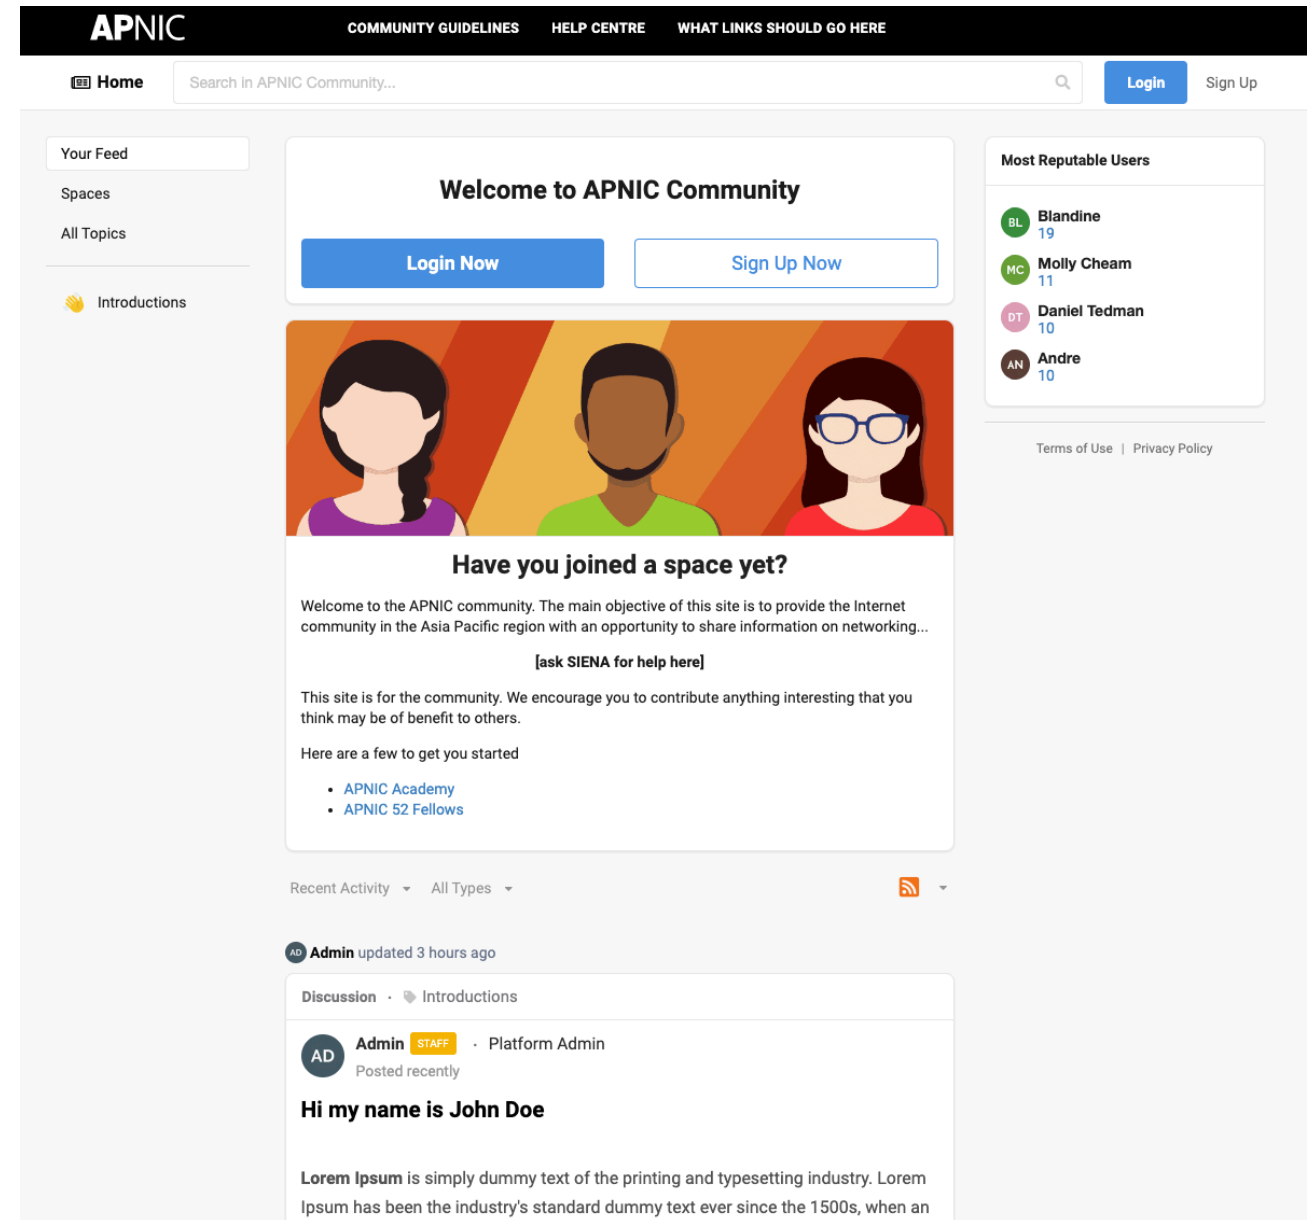 APNIC
COMMUNITY GUIDELINES HELP CENTRE WHAT LINKS SHOULD GO HERE
Home Search in APNIC Community... Login Sign Up
Your Feed
Spaces
All Topics
Introductions
Welcome to APNIC Community
Login Now Sign Up Now
Have you joined a space yet?
Welcome to the APNIC community. The main objective of this site is to provide the Internet
community in the Asia Pacific region with an opportunity to share information on networking...
[ask SIENA for help here]
This site is for the community. We encourage you to contribute anything interesting that you
think may be of benefit to others.
Here are a few to get you started
• APNIC Academy
• APNIC 52 Fellows
Recent Activity All Types
AD Admin updated 3 hours ago
Discussion · Introductions
AD Admin STAFF · Platform Admin
Posted recently
Hi my name is John Doe
Lorem Ipsum is simply dummy text of the printing and typesetting industry. Lorem
Ipsum has been the industry's standard dummy text ever since the 1500s, when an
Most Reputable Users
BL Blandine
19
MC Molly Cheam
11
DT Daniel Tedman
10
AN Andre
10
Terms of Use | Privacy Policy